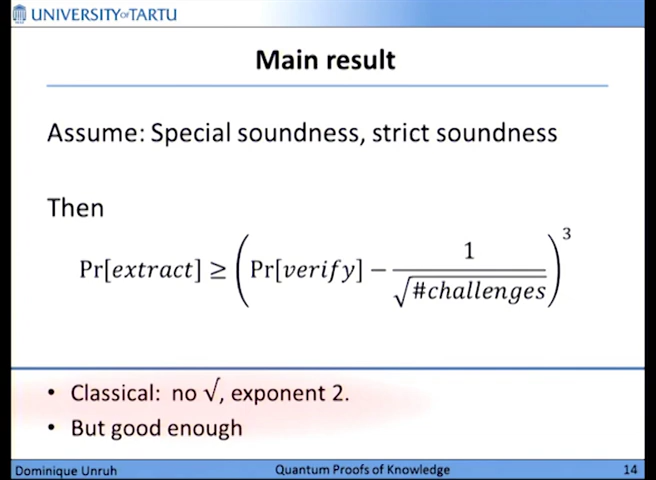 UNIVERSITY OF TARTU
Main result
Assume: Special soundness, strict soundness
Then
Pr[extract] ≥ (Pr[verify] − 1/√#challenges)³
• Classical: no √, exponent 2.
• But good enough
Dominique Unruh Quantum Proofs of Knowledge 14